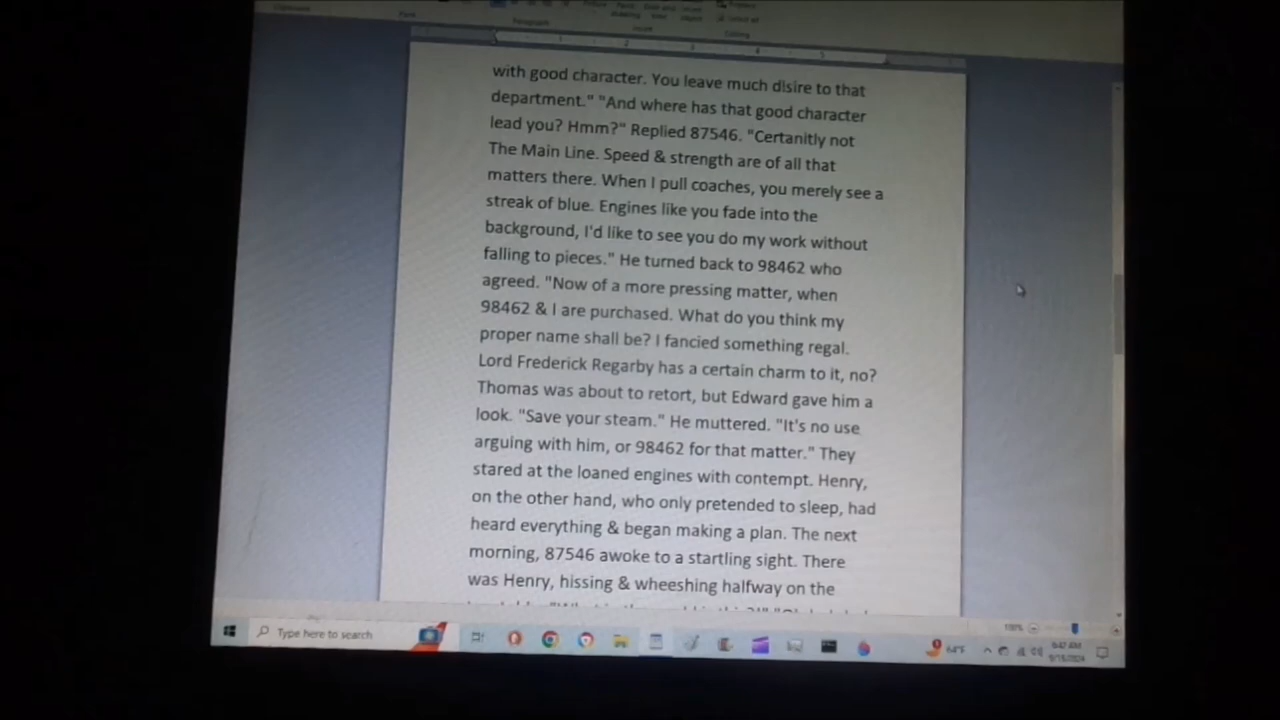 with good character. You leave much disire to that
department." "And where has that good character
lead you? Hmm?" Replied 87546. "Certanitly not
The Main Line. Speed & strength are of all that
matters there. When I pull coaches, you merely see a
streak of blue. Engines like you fade into the
background, I'd like to see you do my work without
falling to pieces." He turned back to 98462 who
agreed. "Now of a more pressing matter, when
98462 & I are purchased. What do you think my
proper name shall be? I fancied something regal.
Lord Frederick Regarby has a certain charm to it, no?
Thomas was about to retort, but Edward gave him a
look. "Save your steam." He muttered. "It's no use
arguing with him, or 98462 for that matter." They
stared at the loaned engines with contempt. Henry,
on the other hand, who only pretended to sleep, had
heard everything & began making a plan. The next
morning, 87546 awoke to a startling sight. There
was Henry, hissing & wheeshing halfway on the
Type here to search
100%
64°F
9:47 AM